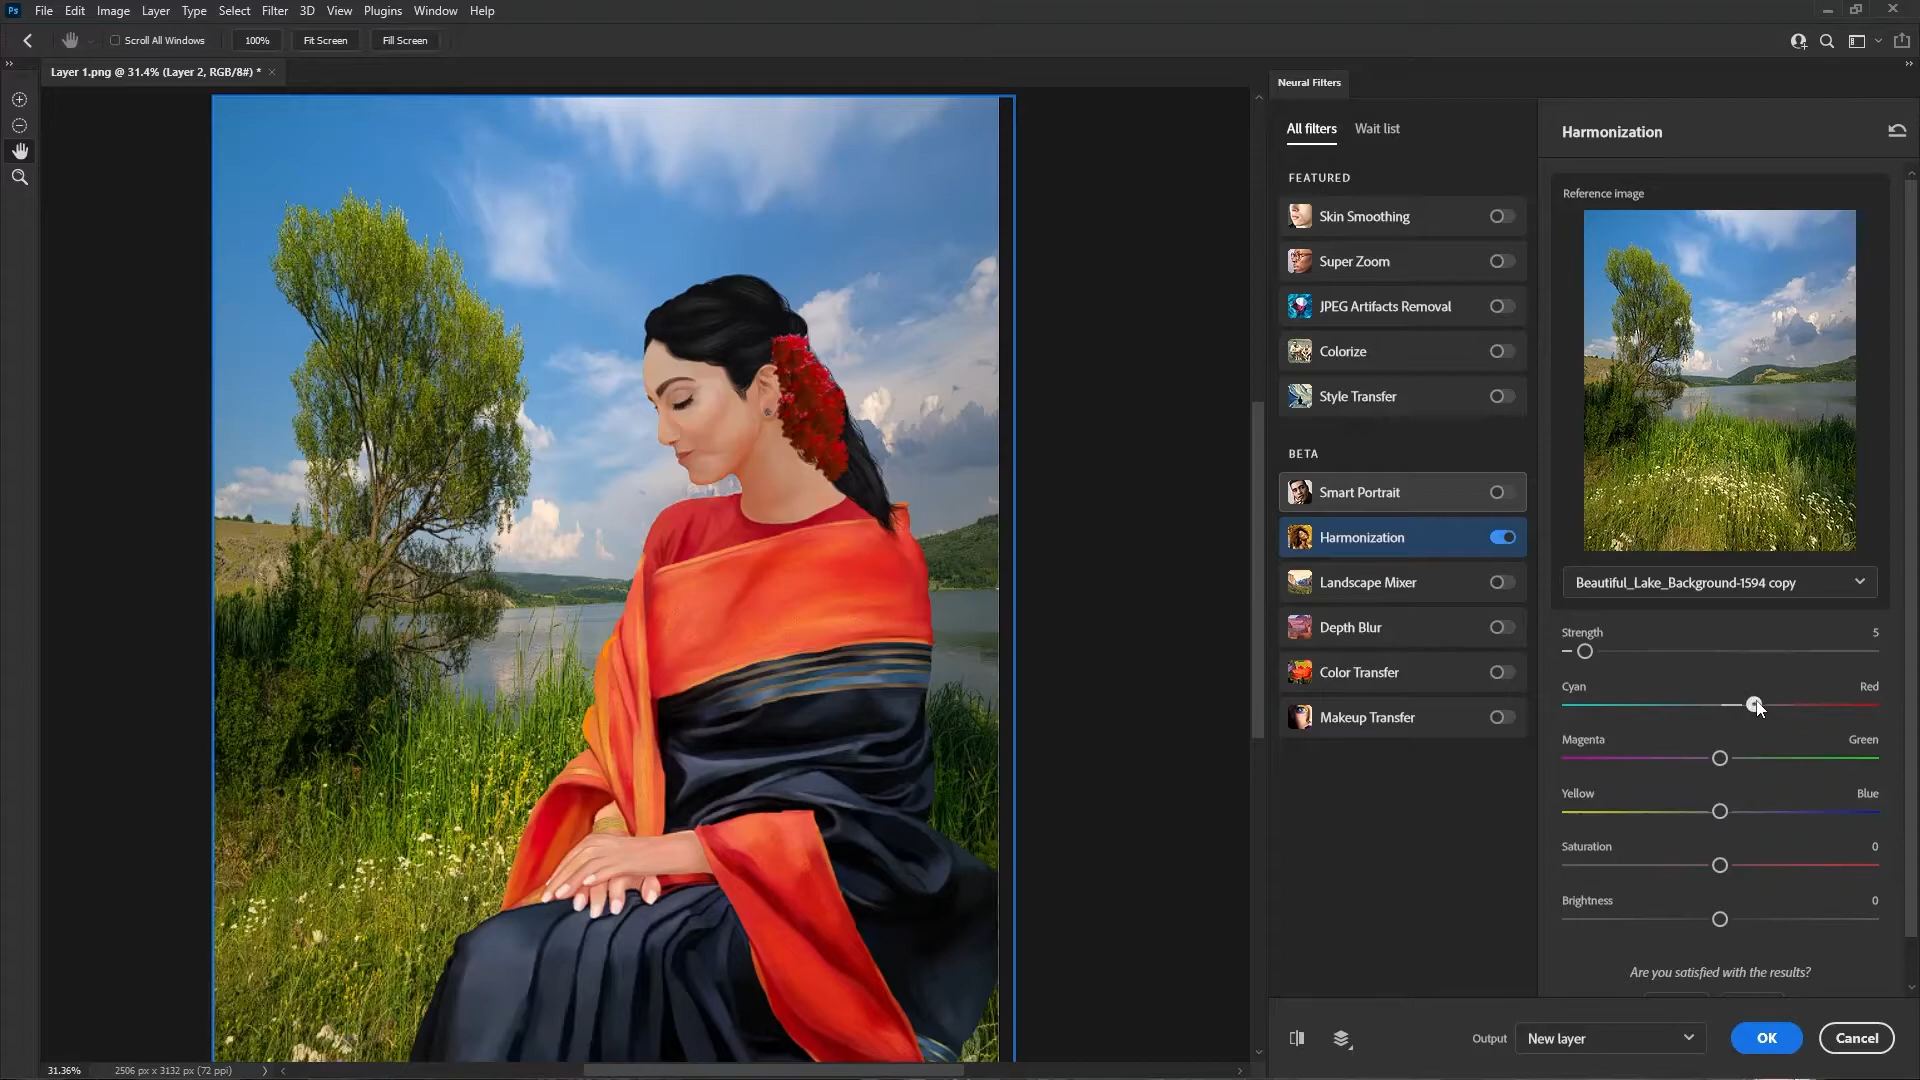 Ps File Edit Image Layer Type Select Filter 3D View Plugins Window Help
Scroll All Windows 100% Fit Screen Fill Screen
Layer 1.png @ 31.4% (Layer 2, RGB/8#) *
Neural Filters
All filters Wait list
FEATURED
Skin Smoothing
Super Zoom
JPEG Artifacts Removal
Colorize
Style Transfer
BETA
Smart Portrait
Harmonization
Landscape Mixer
Depth Blur
Color Transfer
Makeup Transfer
Harmonization
Reference image
Beautiful_Lake_Background-1594 copy
Strength 5
Cyan Red
Magenta Green
Yellow Blue
Saturation 0
Brightness 0
Are you satisfied with the results?
Output New layer OK Cancel
31.36% 2506 px x 3132 px (72 ppi)